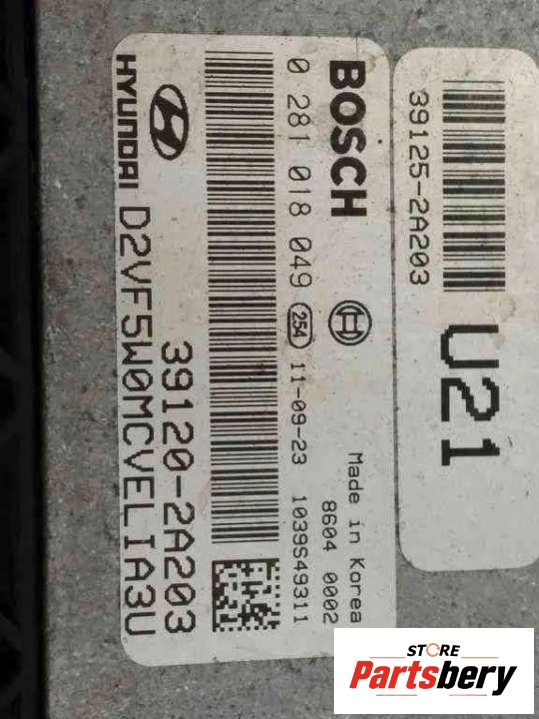 39125-2A203
U21
BOSCH
0 281 018 049 254 11-09-23 1039S49311
Made in Korea
8604 0002
39120-2A203
HYUNDAI D2VF5W0MCVELIA3U
STORE
Partsbery